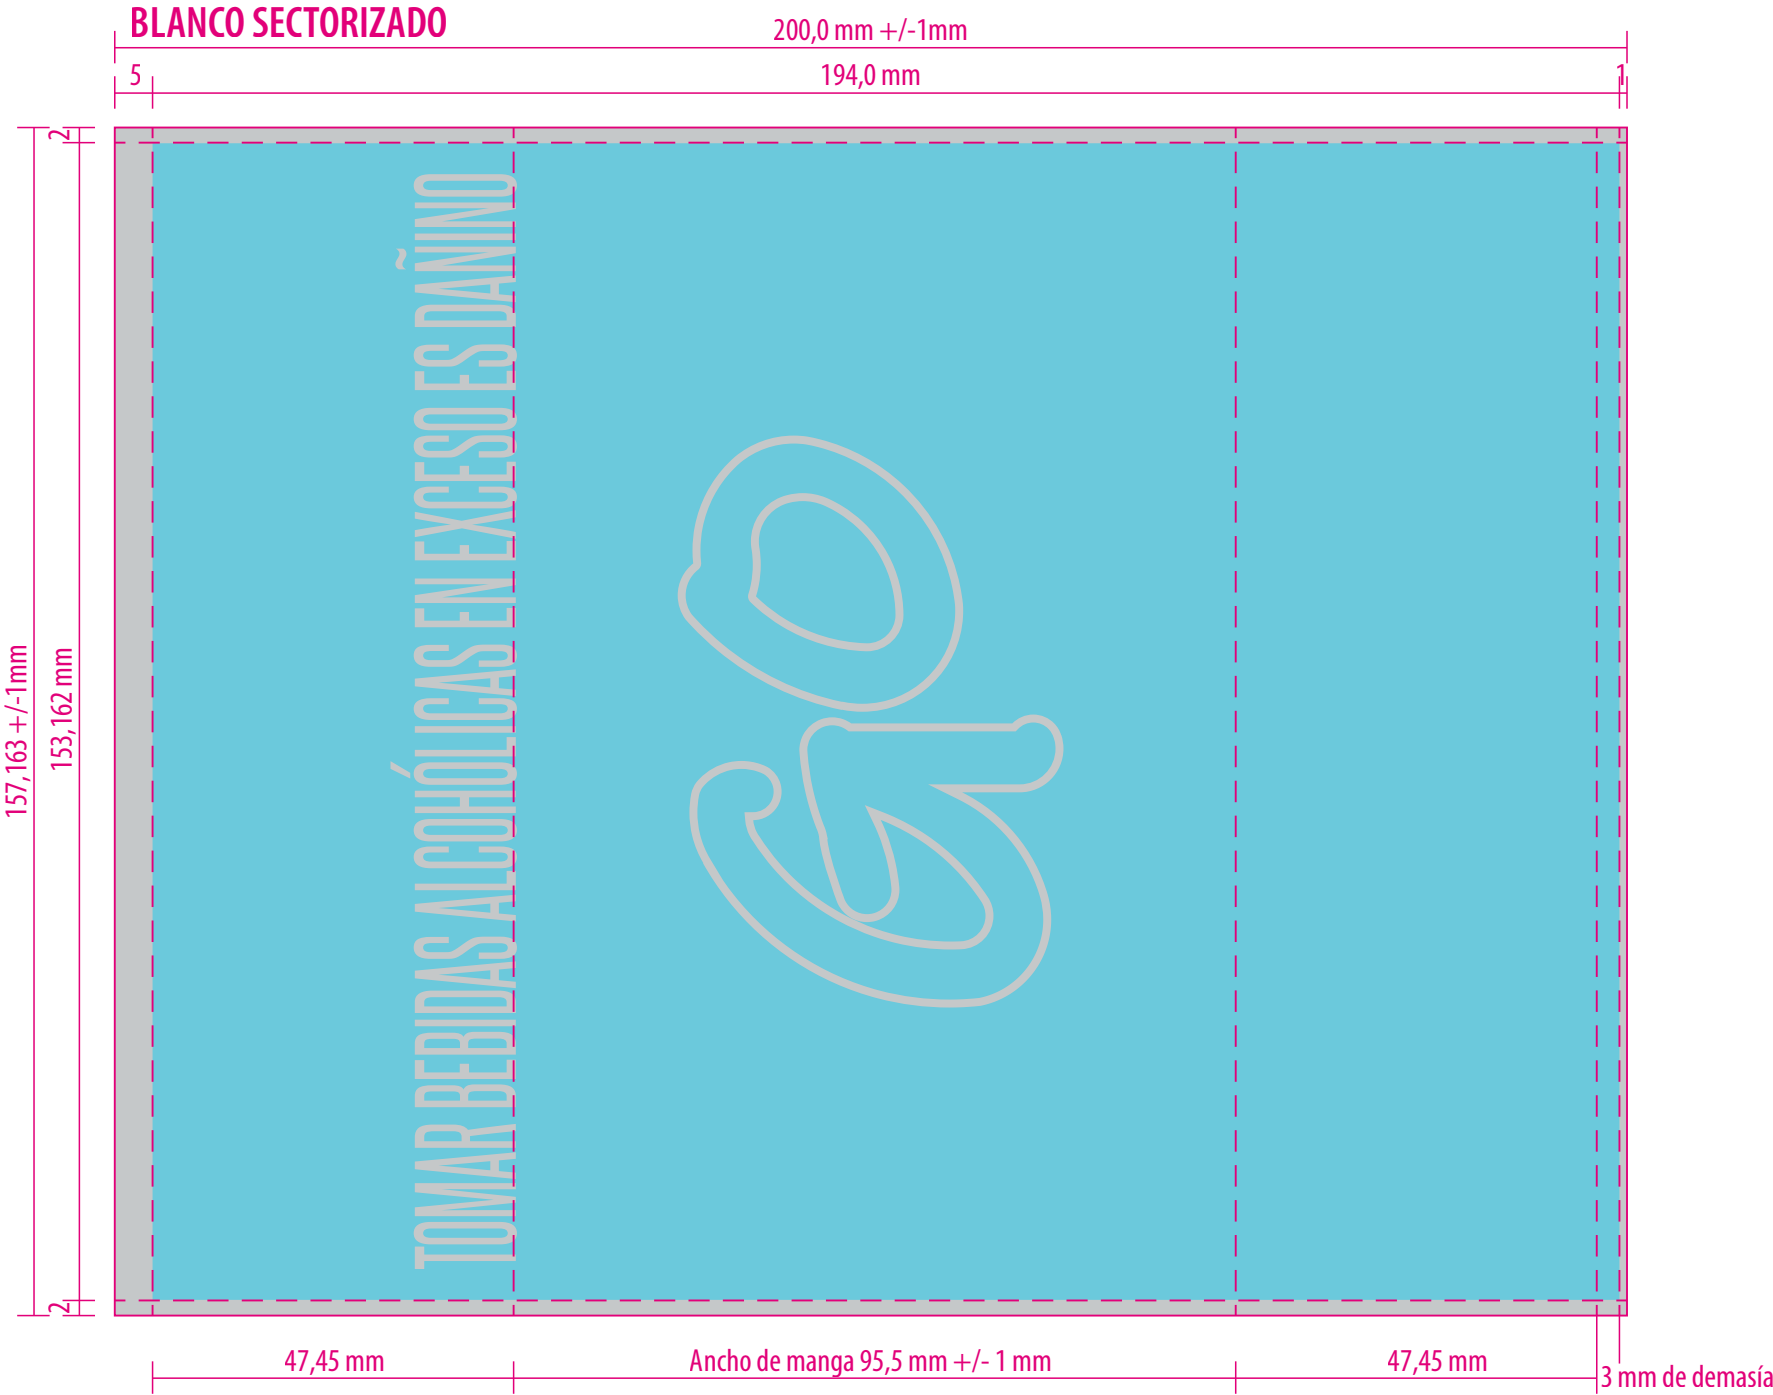 BLANCO SECTORIZADO
200,0 mm +/-1mm
5
194,0 mm
1
2
157,163 +/-1mm
153,162 mm
TOMAR BEBIDAS ALCOHÓLICAS EN EXCESO ES DAÑINO
Go
2
47,45 mm
Ancho de manga 95,5 mm +/- 1 mm
47,45 mm
3 mm de demasía